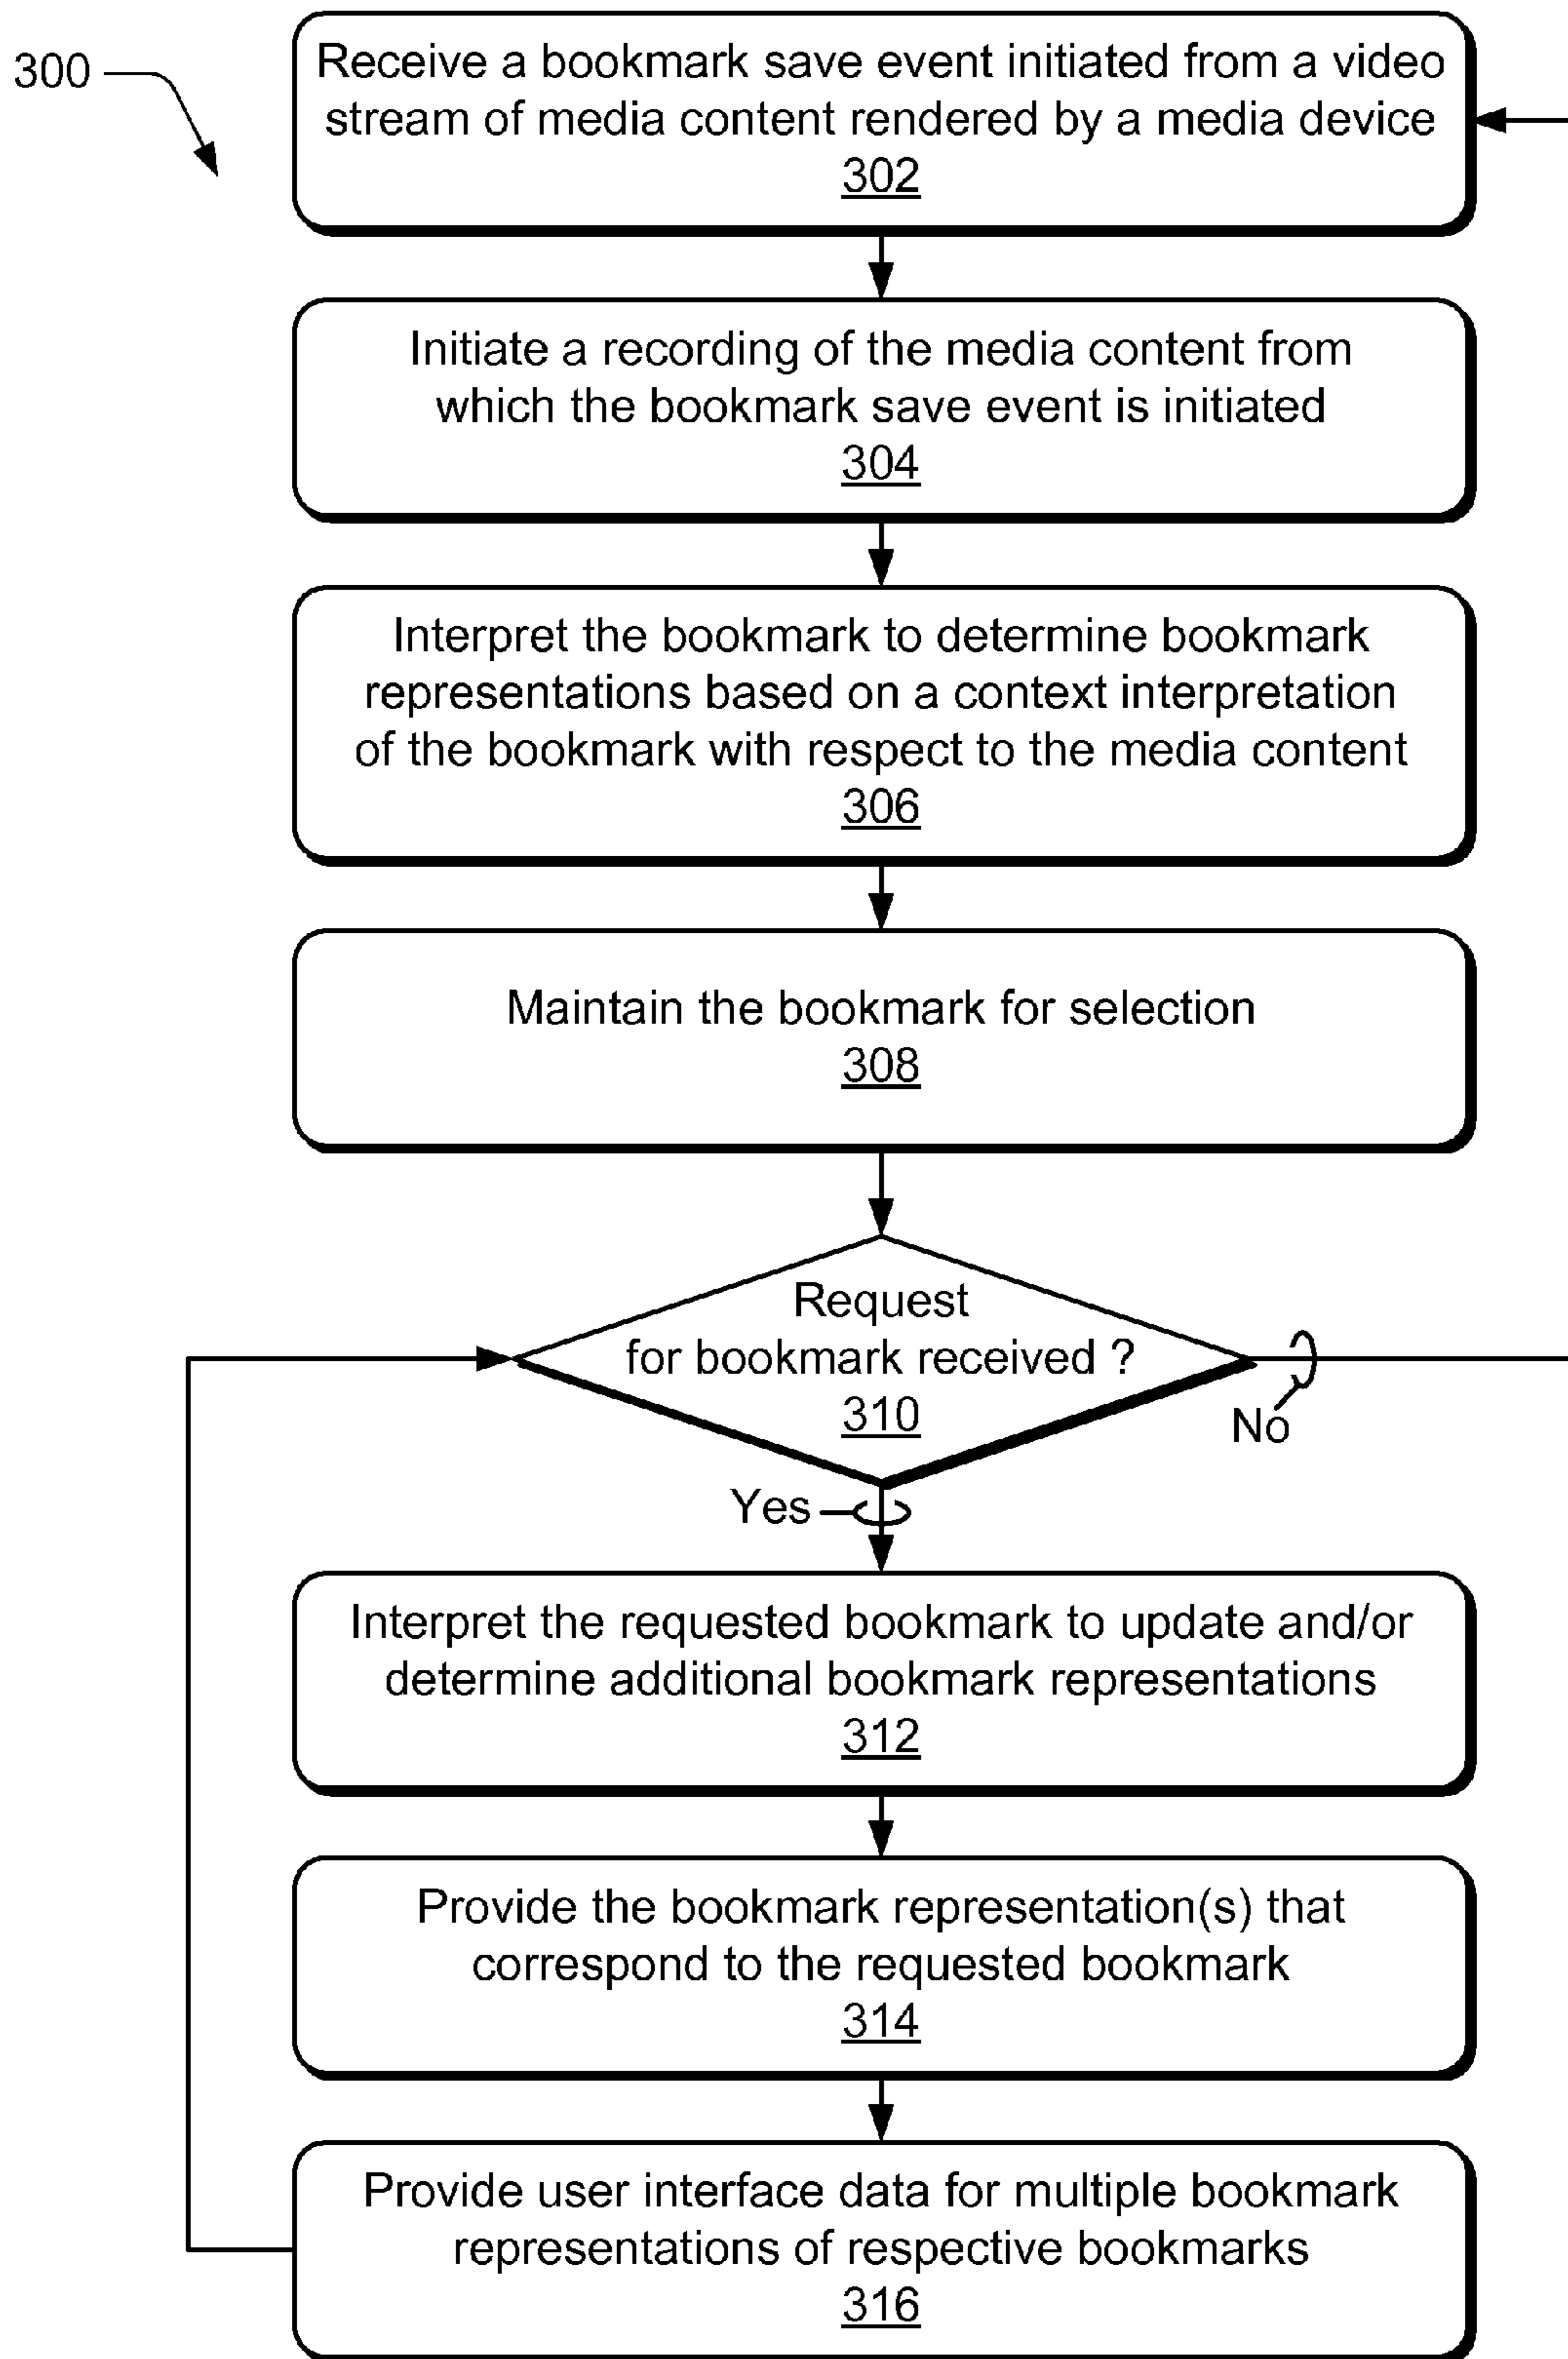 300
Receive a bookmark save event initiated from a video
stream of media content rendered by a media device
302
Initiate a recording of the media content from
which the bookmark save event is initiated
304
Interpret the bookmark to determine bookmark
representations based on a context interpretation
of the bookmark with respect to the media content
306
Maintain the bookmark for selection
308
Request
for bookmark received ?
310
No
Yes
Interpret the requested bookmark to update and/or
determine additional bookmark representations
312
Provide the bookmark representation(s) that
correspond to the requested bookmark
314
Provide user interface data for multiple bookmark
representations of respective bookmarks
316